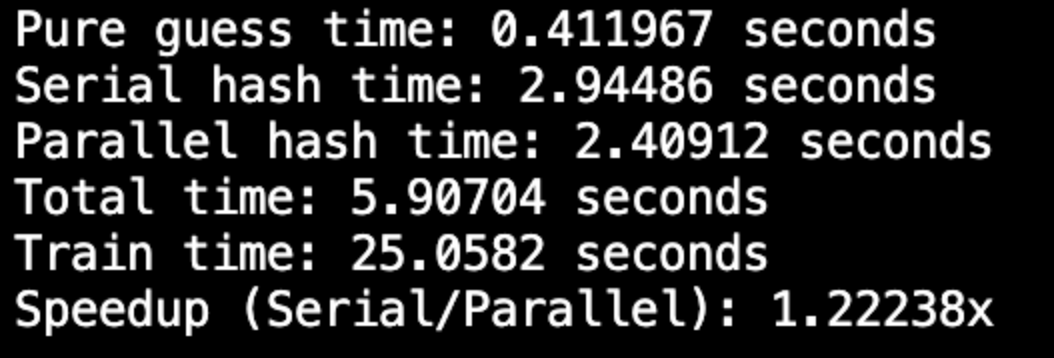 Pure guess time: 0.411967 seconds
Serial hash time: 2.94486 seconds
Parallel hash time: 2.40912 seconds
Total time: 5.90704 seconds
Train time: 25.0582 seconds
Speedup (Serial/Parallel): 1.22238x